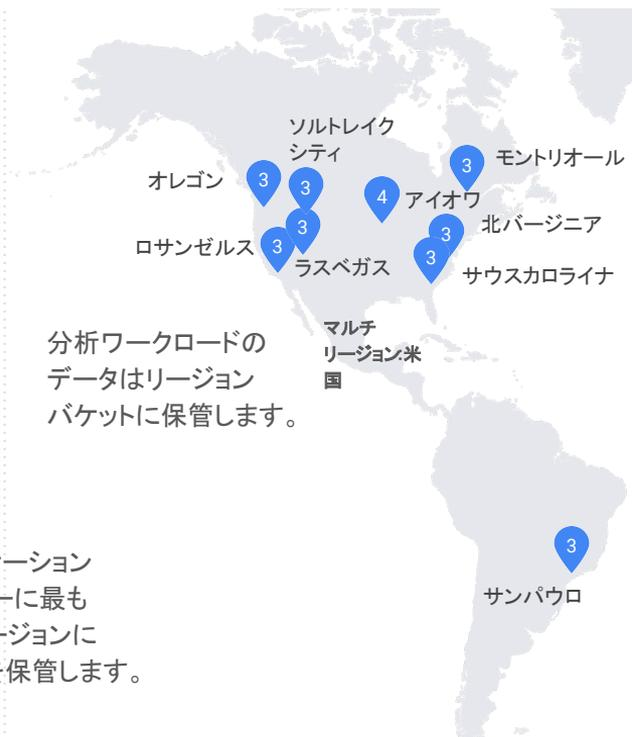 ソルトレイク
シティ
モントリオール
3
オレゴン
3
3
4
アイオワ
3
北バージニア
3
ロサンゼルス
3
3
ラスベガス
サウスカロライナ
マルチ
リージョン:米
国
分析ワークロードの
データはリージョン
バケットに保管します。
ーション
ーに最も
ージョンに
を保管します。
3
サンパウロ